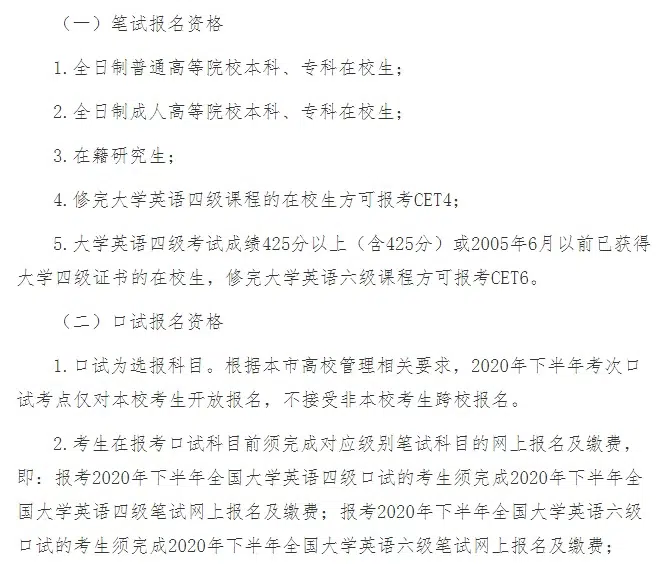 （一）笔试报名资格
1.全日制普通高等院校本科、专科在校生；
2.全日制成人高等院校本科、专科在校生；
3.在籍研究生；
4.修完大学英语四级课程的在校生方可报考CET4；
5.大学英语四级考试成绩425分以上（含425分）或2005年6月以前已获得
大学四级证书的在校生，修完大学英语六级课程方可报考CET6。
（二）口试报名资格
1.口试为选报科目。根据本市高校管理相关要求，2020年下半年考次口
试考点仅对本校考生开放报名，不接受非本校考生跨校报名。
2.考生在报考口试科目前须完成对应级别笔试科目的网上报名及缴费，
即：报考2020年下半年全国大学英语四级口试的考生须完成2020年下半年全
国大学英语四级笔试网上报名及缴费；报考2020年下半年全国大学英语六级
口试的考生须完成2020年下半年全国大学英语六级笔试网上报名及缴费；